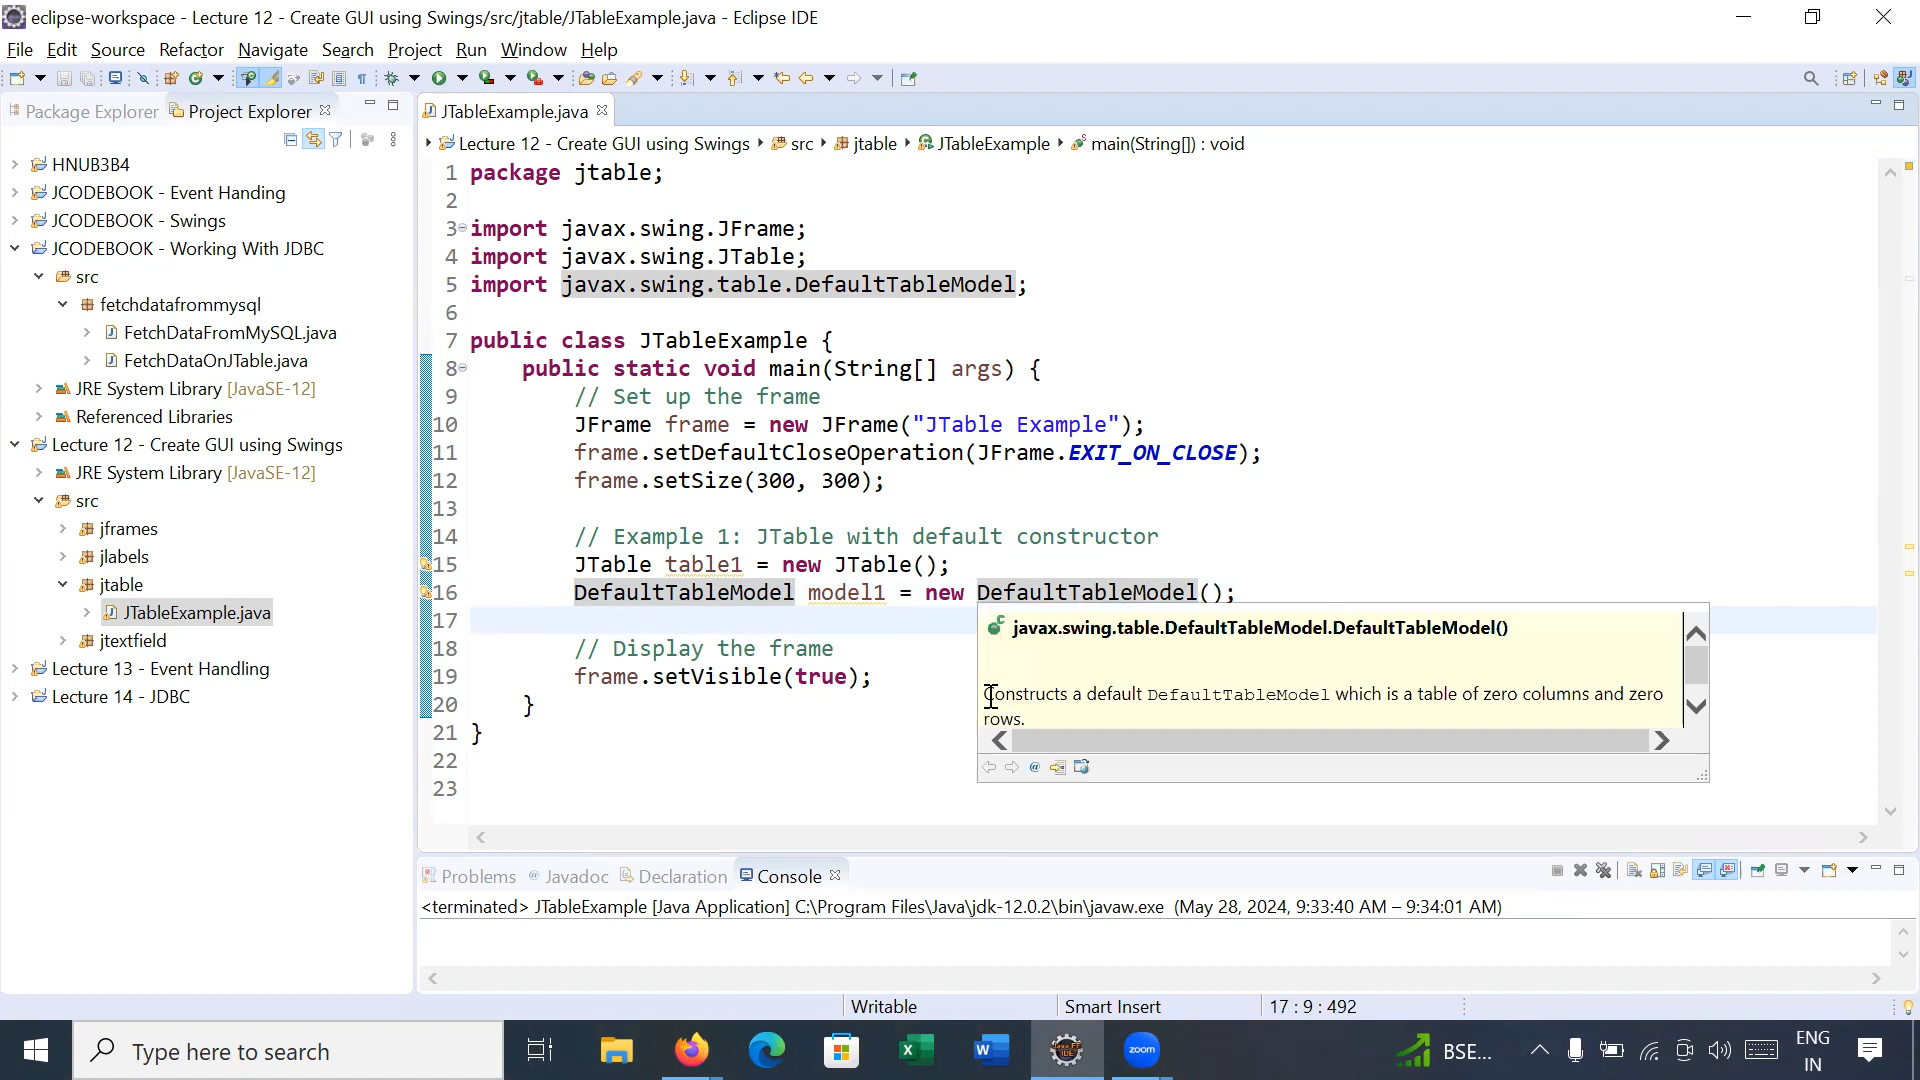 eclipse-workspace - Lecture 12 - Create GUI using Swings/src/jtable/JTableExample.java - Eclipse IDE
File Edit Source Refactor Navigate Search Project Run Window Help
Package Explorer Project Explorer
JTableExample.java
Lecture 12 - Create GUI using Swings src jtable JTableExample main(String[]) : void
HNUB3B4
JCODEBOOK - Event Handing
JCODEBOOK - Swings
JCODEBOOK - Working With JDBC
src
fetchdatafrommysql
FetchDataFromMySQL.java
FetchDataOnJTable.java
JRE System Library [JavaSE-12]
Referenced Libraries
Lecture 12 - Create GUI using Swings
JRE System Library [JavaSE-12]
src
jframes
jlabels
jtable
JTableExample.java
jtextfield
Lecture 13 - Event Handling
Lecture 14 - JDBC
1 package jtable;
2
3 import javax.swing.JFrame;
4 import javax.swing.JTable;
5 import javax.swing.table.DefaultTableModel;
6
7 public class JTableExample {
8 public static void main(String[] args) {
9 // Set up the frame
10 JFrame frame = new JFrame("JTable Example");
11 frame.setDefaultCloseOperation(JFrame.EXIT_ON_CLOSE);
12 frame.setSize(300, 300);
13
14 // Example 1: JTable with default constructor
15 JTable table1 = new JTable();
16 DefaultTableModel model1 = new DefaultTableModel();
17
18 // Display the frame
19 frame.setVisible(true);
20 }
21 }
22
23
javax.swing.table.DefaultTableModel.DefaultTableModel()
Constructs a default DefaultTableModel which is a table of zero columns and zero
rows.
Problems @ Javadoc Declaration Console
<terminated> JTableExample [Java Application] C:\Program Files\Java\jdk-12.0.2\bin\javaw.exe (May 28, 2024, 9:33:40 AM – 9:34:01 AM)
Writable Smart Insert 17 : 9 : 492
Type here to search
zoom
BSE...
ENG
IN